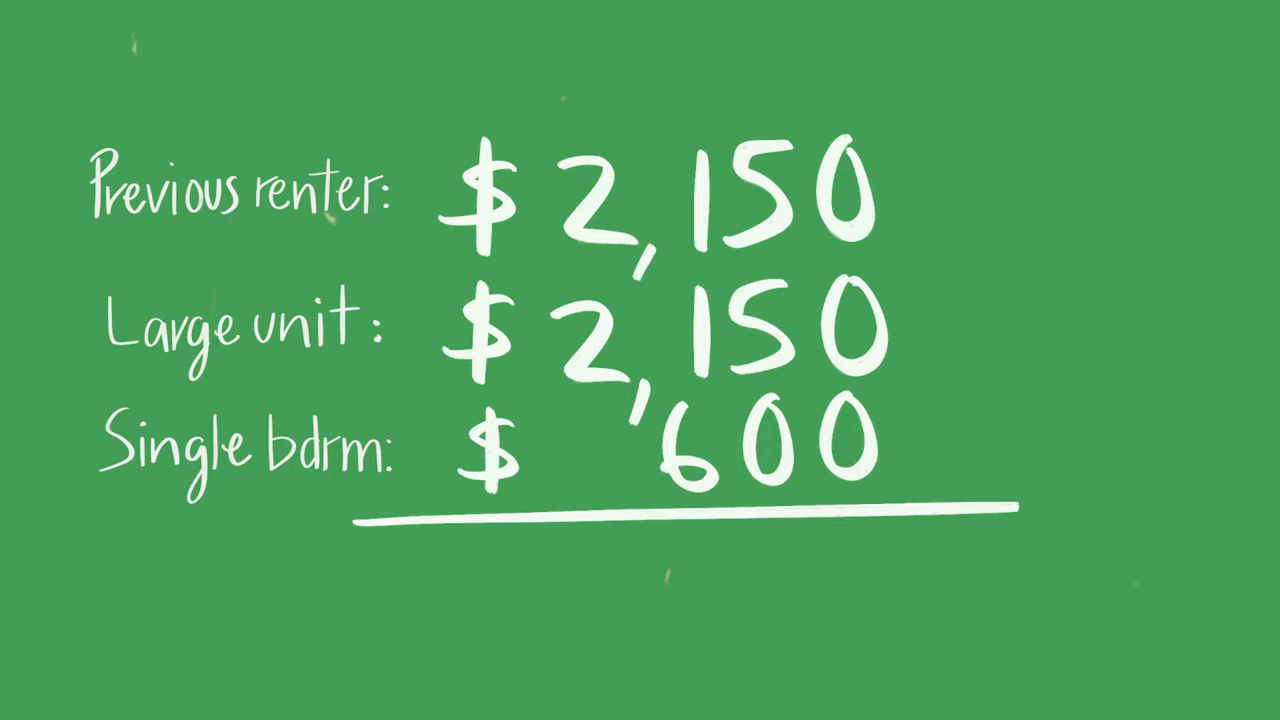 Previous renter: $ 2,150
Large unit: $ 2,150
Single bdrm: $ 600